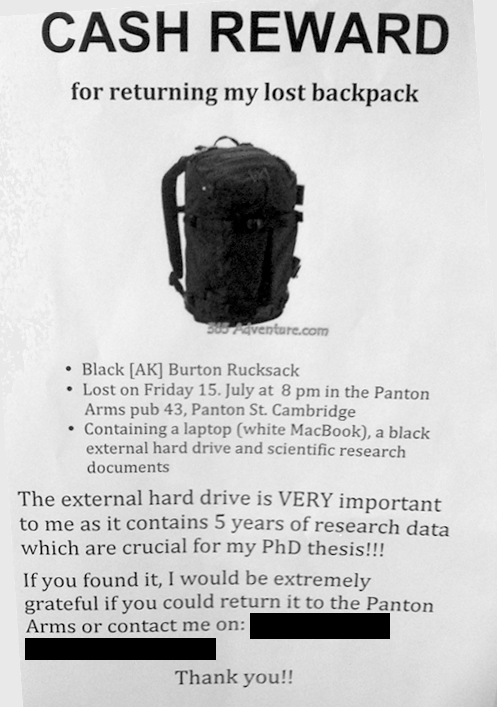 CASH REWARD
for returning my lost backpack
365 Adventure.com
• Black [AK] Burton Rucksack
• Lost on Friday 15. July at 8 pm in the Panton
Arms pub 43, Panton St. Cambridge
• Containing a laptop (white MacBook), a black
external hard drive and scientific research
documents
The external hard drive is VERY important
to me as it contains 5 years of research data
which are crucial for my PhD thesis!!!
If you found it, I would be extremely
grateful if you could return it to the Panton
Arms or contact me on:
Thank you!!